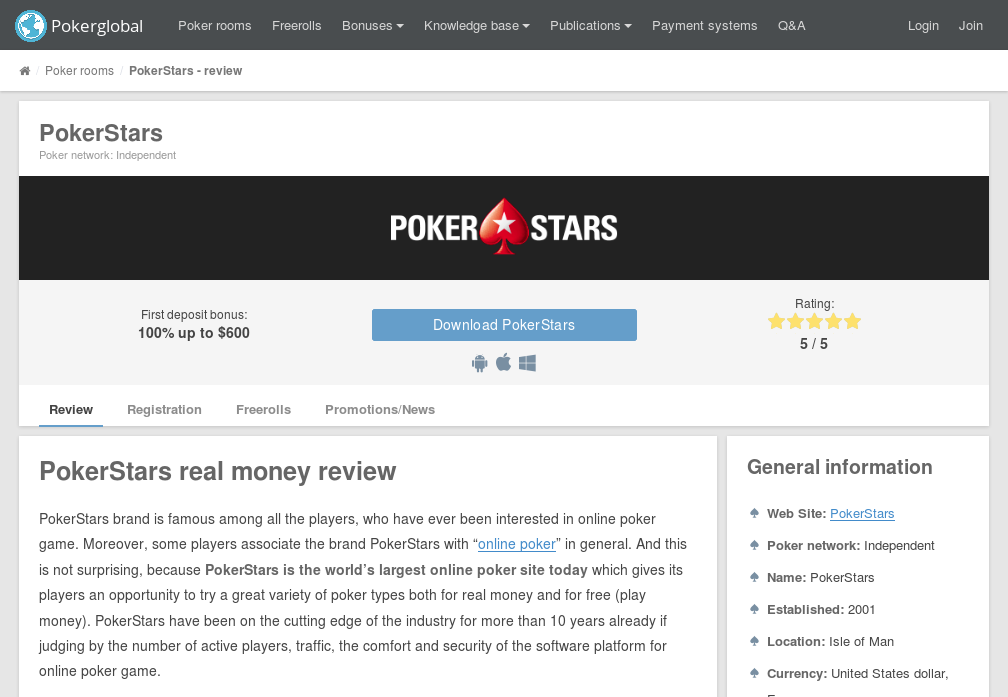 Pokerglobal Poker rooms Freerolls Bonuses Knowledge base Publications Payment systems Q&A Login Join
Poker rooms / PokerStars - review
PokerStars
Poker network: Independent
POKER STARS
First deposit bonus:
100% up to $600
Download PokerStars
Rating:
5 / 5
Review Registration Freerolls Promotions/News
PokerStars real money review
PokerStars brand is famous among all the players, who have ever been interested in online poker
game. Moreover, some players associate the brand PokerStars with “online poker” in general. And this
is not surprising, because PokerStars is the world’s largest online poker site today which gives its
players an opportunity to try a great variety of poker types both for real money and for free (play
money). PokerStars have been on the cutting edge of the industry for more than 10 years already if
judging by the number of active players, traffic, the comfort and security of the software platform for
online poker game.
General information
Web Site: PokerStars
Poker network: Independent
Name: PokerStars
Established: 2001
Location: Isle of Man
Currency: United States dollar,